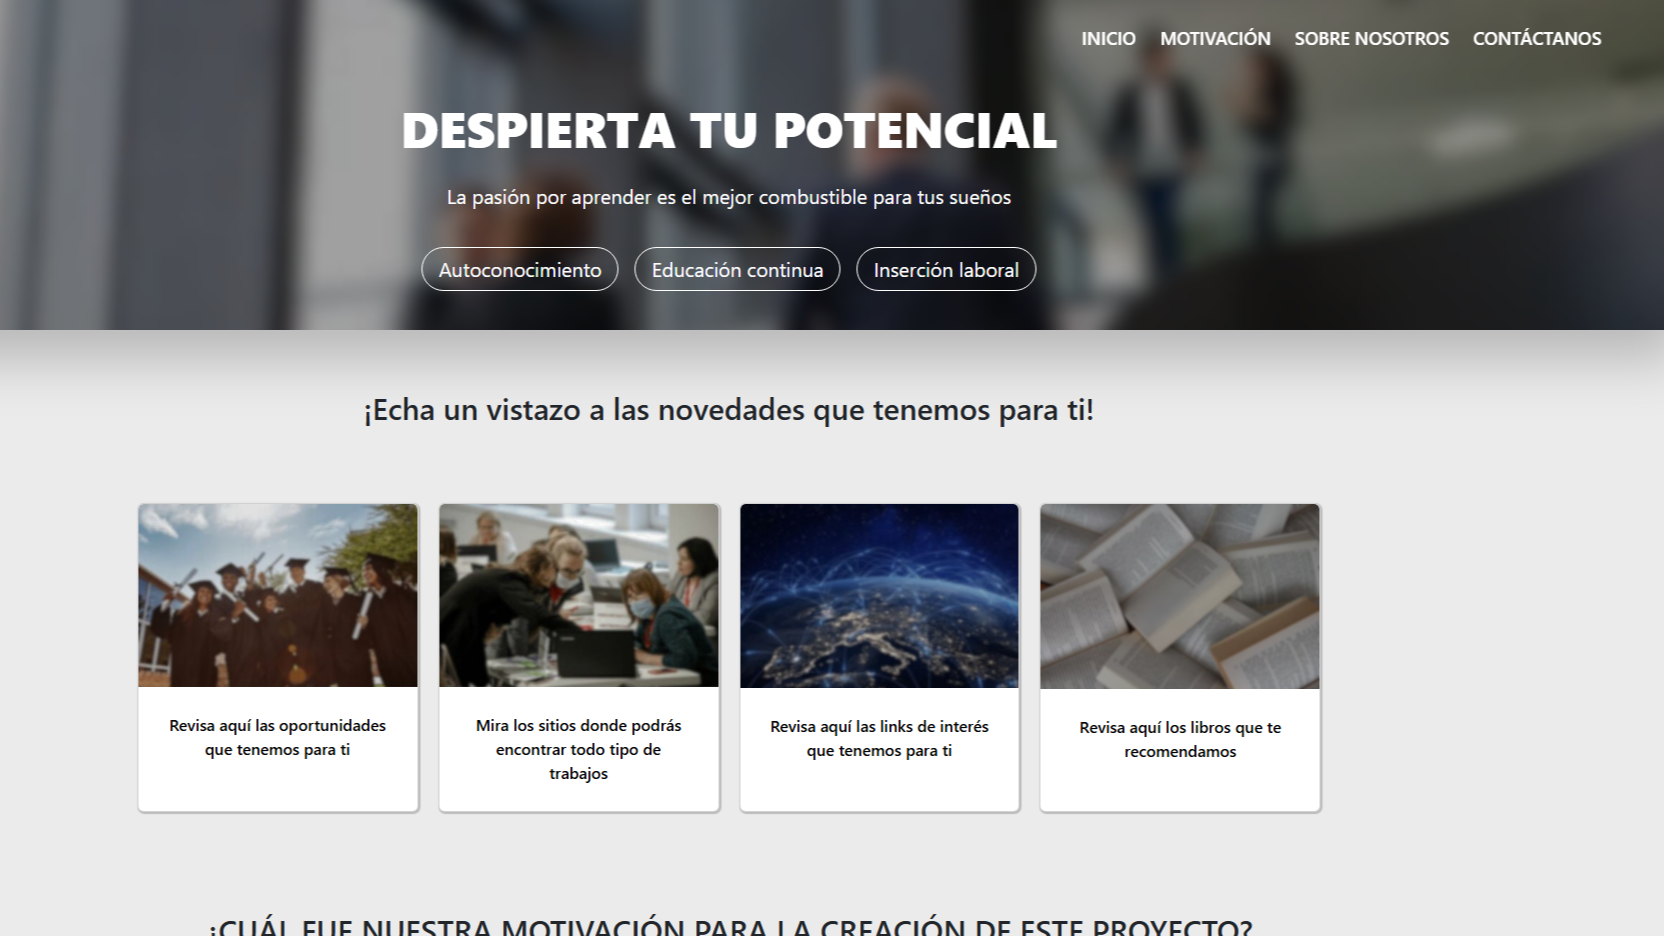 INICIO MOTIVACIÓN SOBRE NOSOTROS CONTÁCTANOS
DESPIERTA TU POTENCIAL
La pasión por aprender es el mejor combustible para tus sueños
Autoconocimiento Educación continua Inserción laboral
¡Echa un vistazo a las novedades que tenemos para ti!
Revisa aquí las oportunidades
que tenemos para ti
Mira los sitios donde podrás
encontrar todo tipo de
trabajos
Revisa aquí las links de interés
que tenemos para ti
Revisa aquí los libros que te
recomendamos
¿CUÁL FUE NUESTRA MOTIVACIÓN PARA LA CREACIÓN DE ESTE PROYECTO?